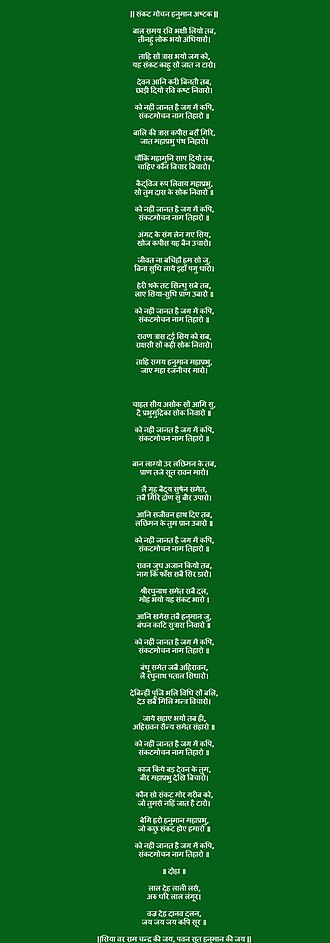 || संकट मोचन हनुमान अष्टक ||
बाल समय रवि भक्षी लियो तब,
तीनहुं लोक भयो अंधियारों।
ताहि सों त्रास भयो जग को,
यह संकट काहु सों जात न टारो।
देवन आनि करी बिनती तब,
छाड़ी दियो रवि कष्ट निवारो।
को नहीं जानत है जग में कपि,
संकटमोचन नाम तिहारो ॥
बालि की त्रास कपीस बसैं गिरि,
जात महाप्रभु पंथ निहारो।
चौंकि महामुनि साप दियो तब,
चाहिए कौन बिचार बिचारो।
कैद्विज रूप लिवाय महाप्रभु,
सो तुम दास के सोक निवारो ॥
को नहीं जानत है जग में कपि,
संकटमोचन नाम तिहारो ॥
अंगद के संग लेन गए सिय,
खोज कपीस यह बैन उचारो।
जीवत ना बचिहौ हम सो जु,
बिना सुधि लाये इहाँ पगु धारो।
हेरी थके तट सिन्धु सबे तब,
लाए सिया-सुधि प्राण उबारो ॥
को नहीं जानत है जग में कपि,
संकटमोचन नाम तिहारो ॥
रावण त्रास दई सिय को सब,
राक्षसी सों कही सोक निवारो।
ताहि समय हनुमान महाप्रभु,
जाए महा रजनीचर मारो।
चाहत सीय असोक सों आगि सु,
दै प्रभुमुद्रिका सोक निवारो ॥
को नहीं जानत है जग में कपि,
संकटमोचन नाम तिहारो ॥
बान लाग्यो उर लछिमन के तब,
प्राण तजे सूत रावन मारो।
लै गृह बैद्य सुषेन समेत,
तबै गिरि द्रोण सु बीर उपारो।
आनि सजीवन हाथ दिए तब,
लछिमन के तुम प्रान उबारो ॥
को नहीं जानत है जग में कपि,
संकटमोचन नाम तिहारो ॥
रावन जुध अजान कियो तब,
नाग कि फाँस सबै सिर डारो।
श्रीरघुनाथ समेत सबै दल,
मोह भयो यह संकट भारो ।
आनि खगेस तबै हनुमान जु,
बंधन काटि सुत्रास निवारो ॥
को नहीं जानत है जग में कपि,
संकटमोचन नाम तिहारो ॥
बंधू समेत जबै अहिरावन,
लै रघुनाथ पताल सिधारो।
देबिन्हीं पूजि भलि विधि सों बलि,
देउ सबै मिलि मन्त्र विचारो।
जाये सहाए भयो तब ही,
अहिरावन सैन्य समेत संहारो ॥
को नहीं जानत है जग में कपि,
संकटमोचन नाम तिहारो ॥
काज किये बड़ देवन के तुम,
बीर महाप्रभु देखि बिचारो।
कौन सो संकट मोर गरीब को,
जो तुमसे नहिं जात है टारो।
बेगि हरो हनुमान महाप्रभु,
जो कछु संकट होए हमारो ॥
को नहीं जानत है जग में कपि,
संकटमोचन नाम तिहारो ॥
॥ दोहा ॥
लाल देह लाली लसे,
अरु धरि लाल लंगूर।
वज्र देह दानव दलन,
जय जय जय कपि सूर ॥
||सिया वर राम चन्द्र की जय, पवन सुत हनुमान की जय ||